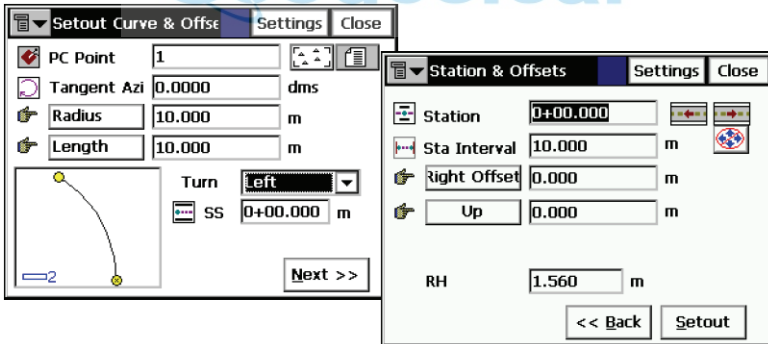 Setout Curve & Offse Settings Close
PC Point 1
Tangent Azi 0.0000 dms
Radius 10.000 m
Length 10.000 m
Turn Left
SS 0+00.000 m
2
Next >>
Station & Offsets Settings Close
Station 0+00.000
Sta Interval 10.000 m
Right Offset 0.000 m
Up 0.000 m
RH 1.560 m
<< Back Setout